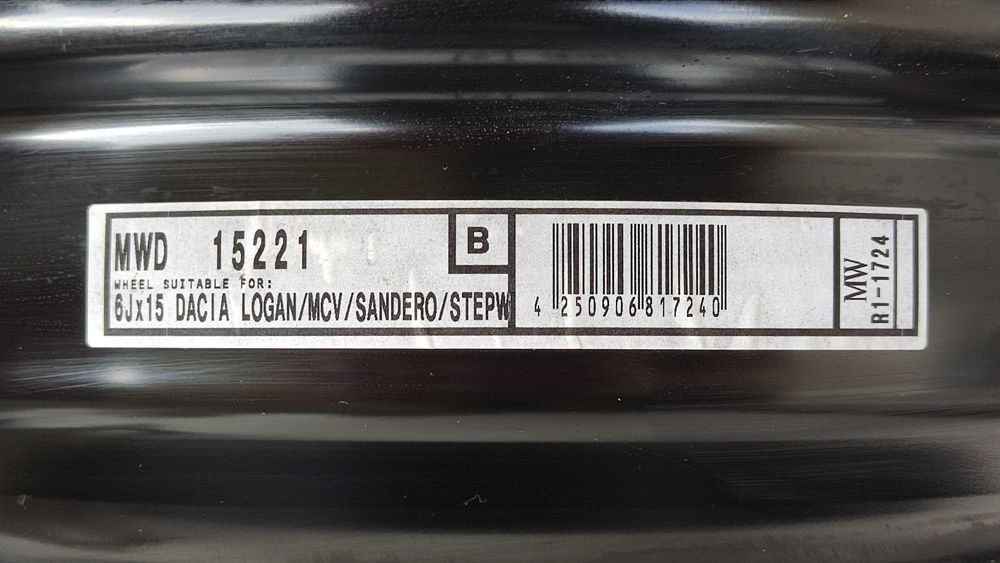 MWD 15221
B
WHEEL SUITABLE FOR:
6Jx15 DACIA LOGAN/MCV/SANDERO/STEPW
4 250906 817240
MW
R1-1724